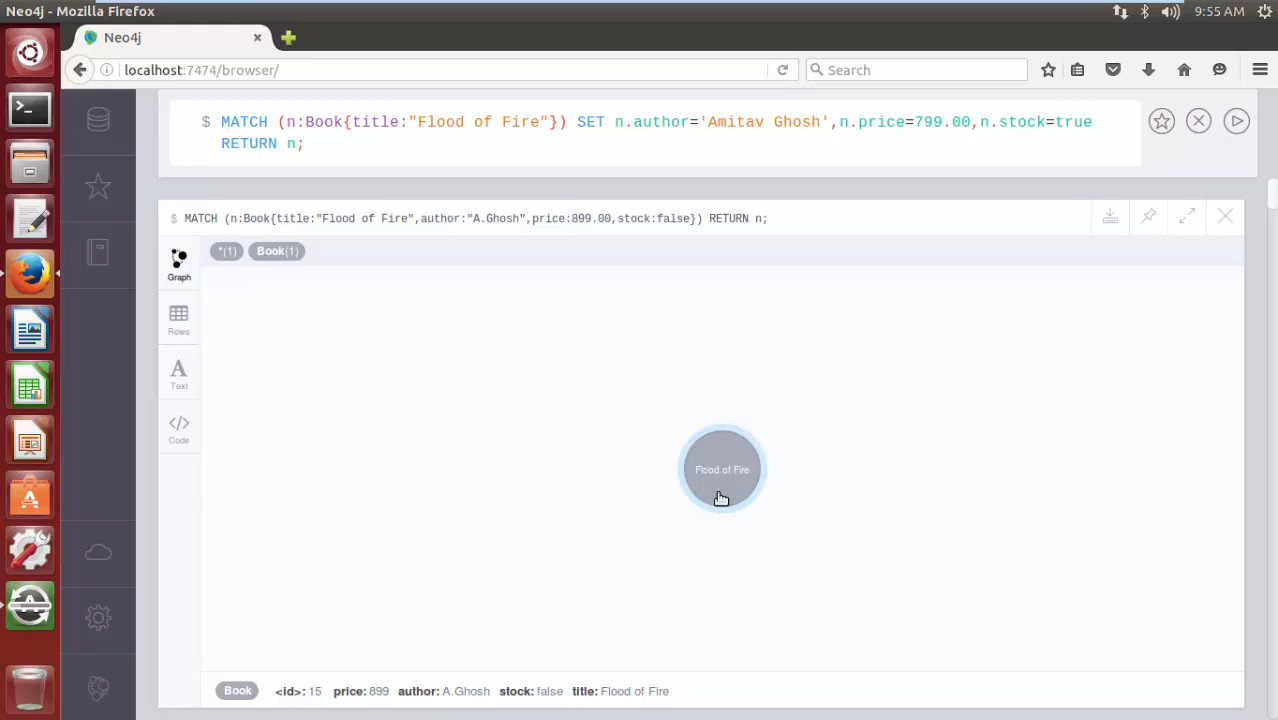 Neo4j - Mozilla Firefox
9:55 AM
Neo4j
localhost:7474/browser/
Search
$ MATCH (n:Book{title:"Flood of Fire"}) SET n.author='Amitav Ghosh',n.price=799.00,n.stock=true
RETURN n;
$ MATCH (n:Book{title:"Flood of Fire",author:"A.Ghosh",price:899.00,stock:false}) RETURN n;
*(1) Book(1)
Graph
Rows
A
Text
</>
Code
Flood of Fire
Book <id>: 15 price: 899 author: A.Ghosh stock: false title: Flood of Fire